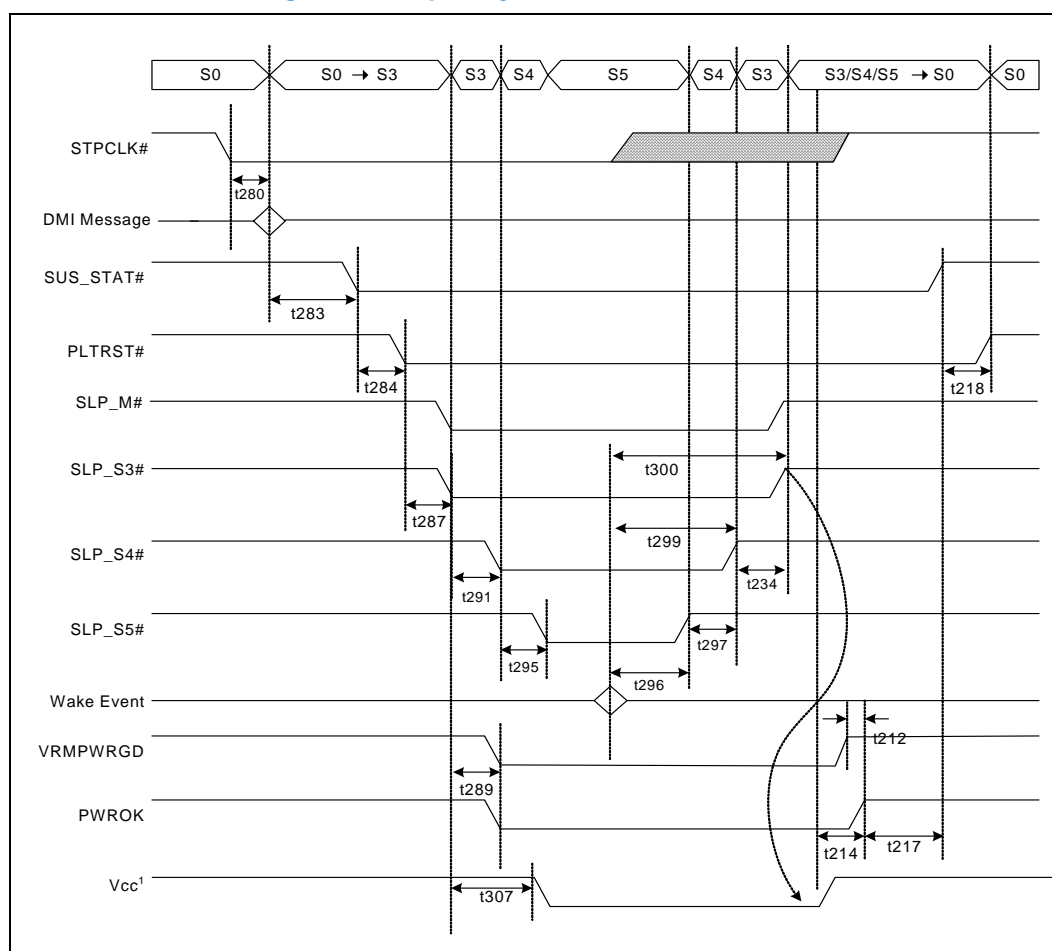 S0 S0 → S3 S3 S4 S5 S4 S3 S3/S4/S5 → S0 S0
STPCLK#
t280
DMI Message
SUS_STAT#
t283
PLTRST#
t284
t218
SLP_M#
SLP_S3#
t300
t287
SLP_S4#
t299
t291
t234
SLP_S5#
t295
t297
t296
Wake Event
t212
VRMPWRGD
t289
PWROK
t214
t217
Vcc1
t307